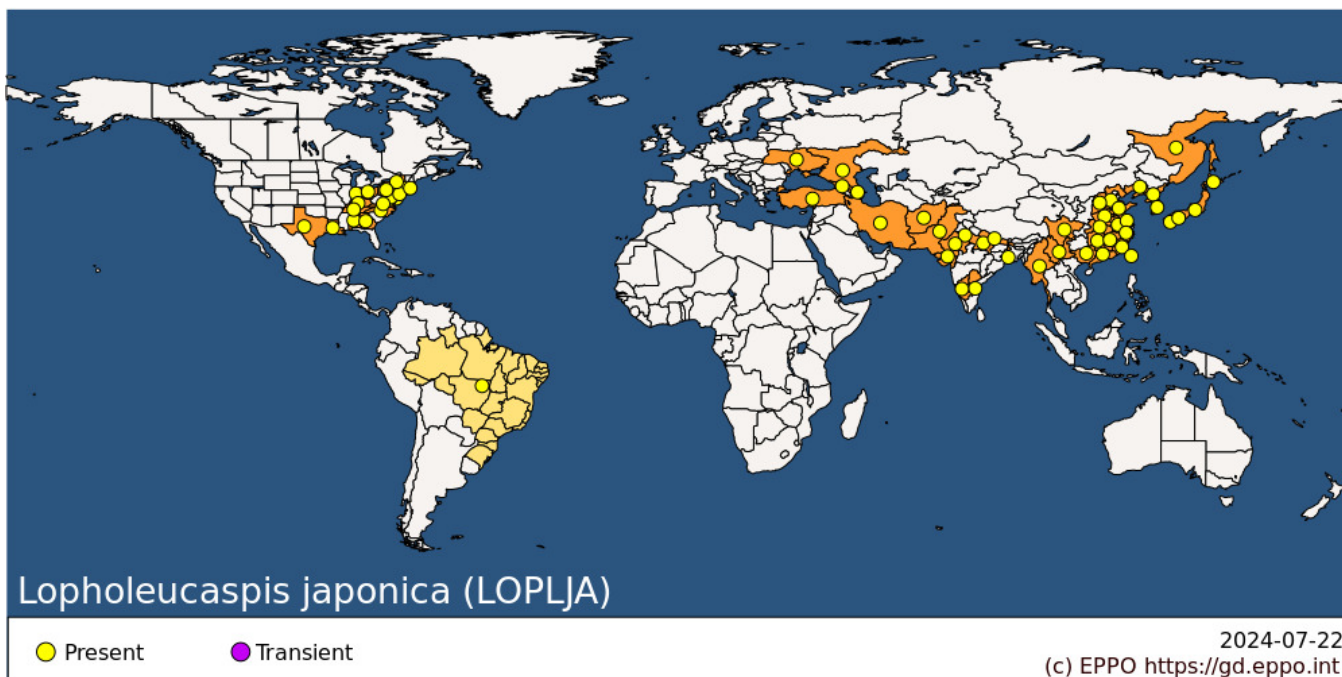 Lopholeucaspis japonica (LOPLJA)
Present
Transient
2024-07-22
(c) EPPO https://gd.eppo.int